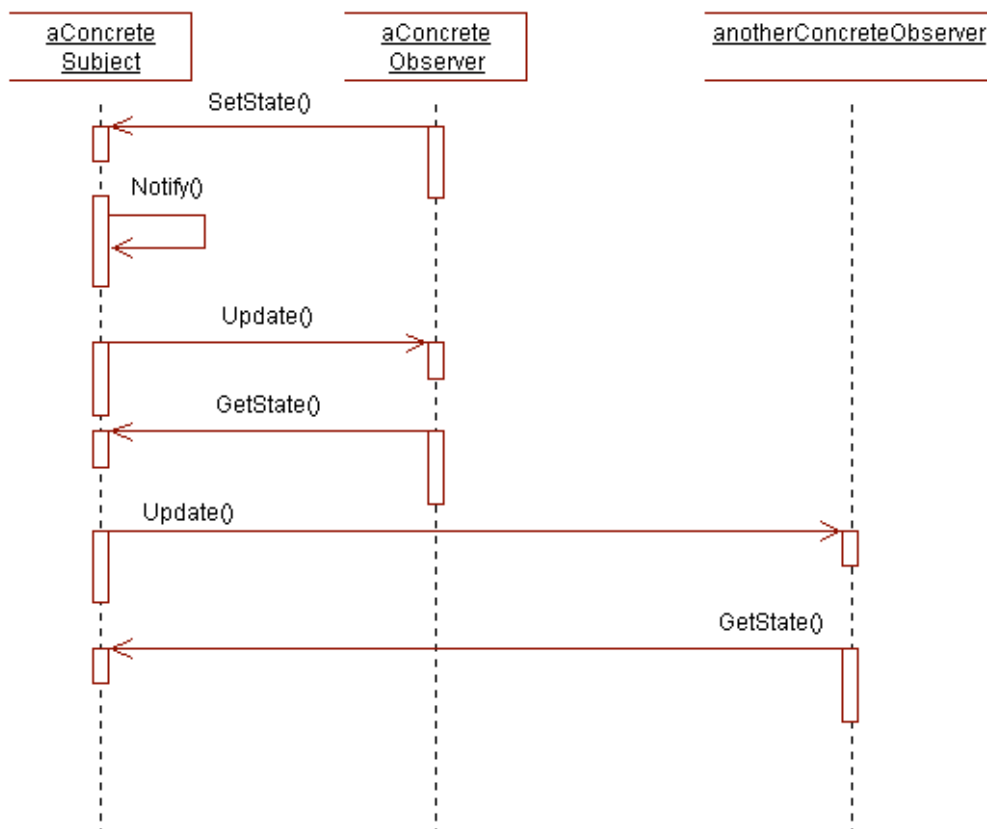 aConcrete
Subject
aConcrete
Observer
anotherConcreteObserver
SetState()
Notify()
Update()
GetState()
Update()
GetState()